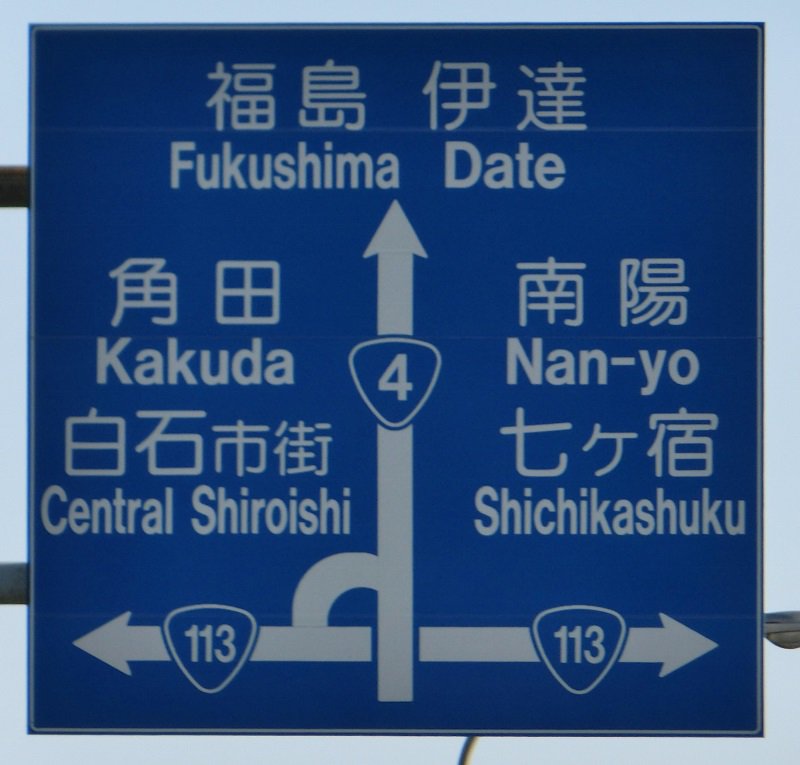 福島 伊達
Fukushima Date
角田
Kakuda
白石市街
Central Shiroishi
南陽
Nan-yo
七ヶ宿
Shichikashuku
4
113
113